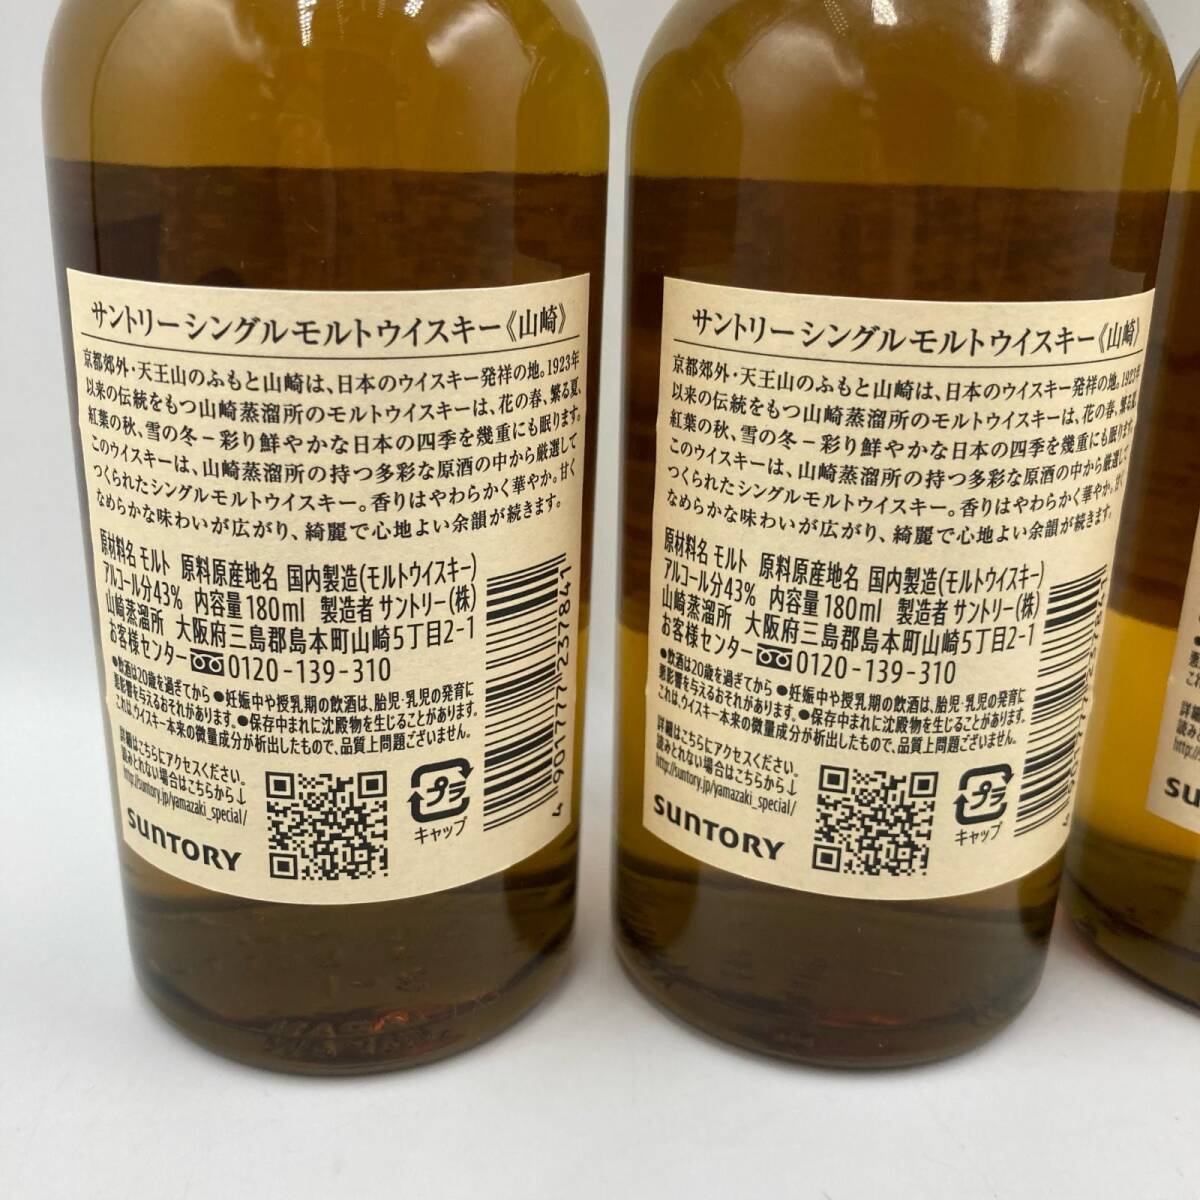 サントリーシングルモルトウイスキー《山崎》
京都郊外・天王山のふもと山崎は、日本のウイスキー発祥の地。1923年
以来の伝統をもつ山崎蒸溜所のモルトウイスキーは、花の春、繁る夏、
紅葉の秋、雪の冬－彩り鮮やかな日本の四季を幾重にも眠ります。
このウイスキーは、山崎蒸溜所の持つ多彩な原酒の中から厳選して
つくられたシングルモルトウイスキー。香りはやわらかく華やか。甘く
なめらかな味わいが広がり、綺麗で心地よい余韻が続きます。
原材料名 モルト 原料原産地名 国内製造(モルトウイスキー)
アルコール分43% 内容量180ml 製造者 サントリー(株)
山崎蒸溜所 大阪府三島郡島本町山崎5丁目2-1
お客様センター 0120-139-310
●飲酒は20歳を過ぎてから ●妊娠中や授乳期の飲酒は、胎児・乳児の発育に
悪影響を与えるおそれがあります。●保存中まれに沈殿物を生じることがあります。
これは、ウイスキー本来の微量成分が析出したもので、品質上問題ございません。
詳細はこちらにアクセスください。
読みとれない場合はこちらから↓
http://suntory.jp/yamazaki_special/
SUNTORY
プラ
キャップ
4 901777 237841
サントリーシングルモルトウイスキー《山崎》
京都郊外・天王山のふもと山崎は、日本のウイスキー発祥の地。1923年
以来の伝統をもつ山崎蒸溜所のモルトウイスキーは、花の春、繁る夏、
紅葉の秋、雪の冬－彩り鮮やかな日本の四季を幾重にも眠ります。
このウイスキーは、山崎蒸溜所の持つ多彩な原酒の中から厳選して
つくられたシングルモルトウイスキー。香りはやわらかく華やか。甘く
なめらかな味わいが広がり、綺麗で心地よい余韻が続きます。
原材料名 モルト 原料原産地名 国内製造(モルトウイスキー)
アルコール分43% 内容量180ml 製造者 サントリー(株)
山崎蒸溜所 大阪府三島郡島本町山崎5丁目2-1
お客様センター 0120-139-310
●飲酒は20歳を過ぎてから ●妊娠中や授乳期の飲酒は、胎児・乳児の発育に
悪影響を与えるおそれがあります。●保存中まれに沈殿物を生じることがあります。
これは、ウイスキー本来の微量成分が析出したもので、品質上問題ございません。
詳細はこちらにアクセスください。
読みとれない場合はこちらから↓
http://suntory.jp/yamazaki_special/
SUNTORY
プラ
キャップ
詳細
読みと
http://s
SU